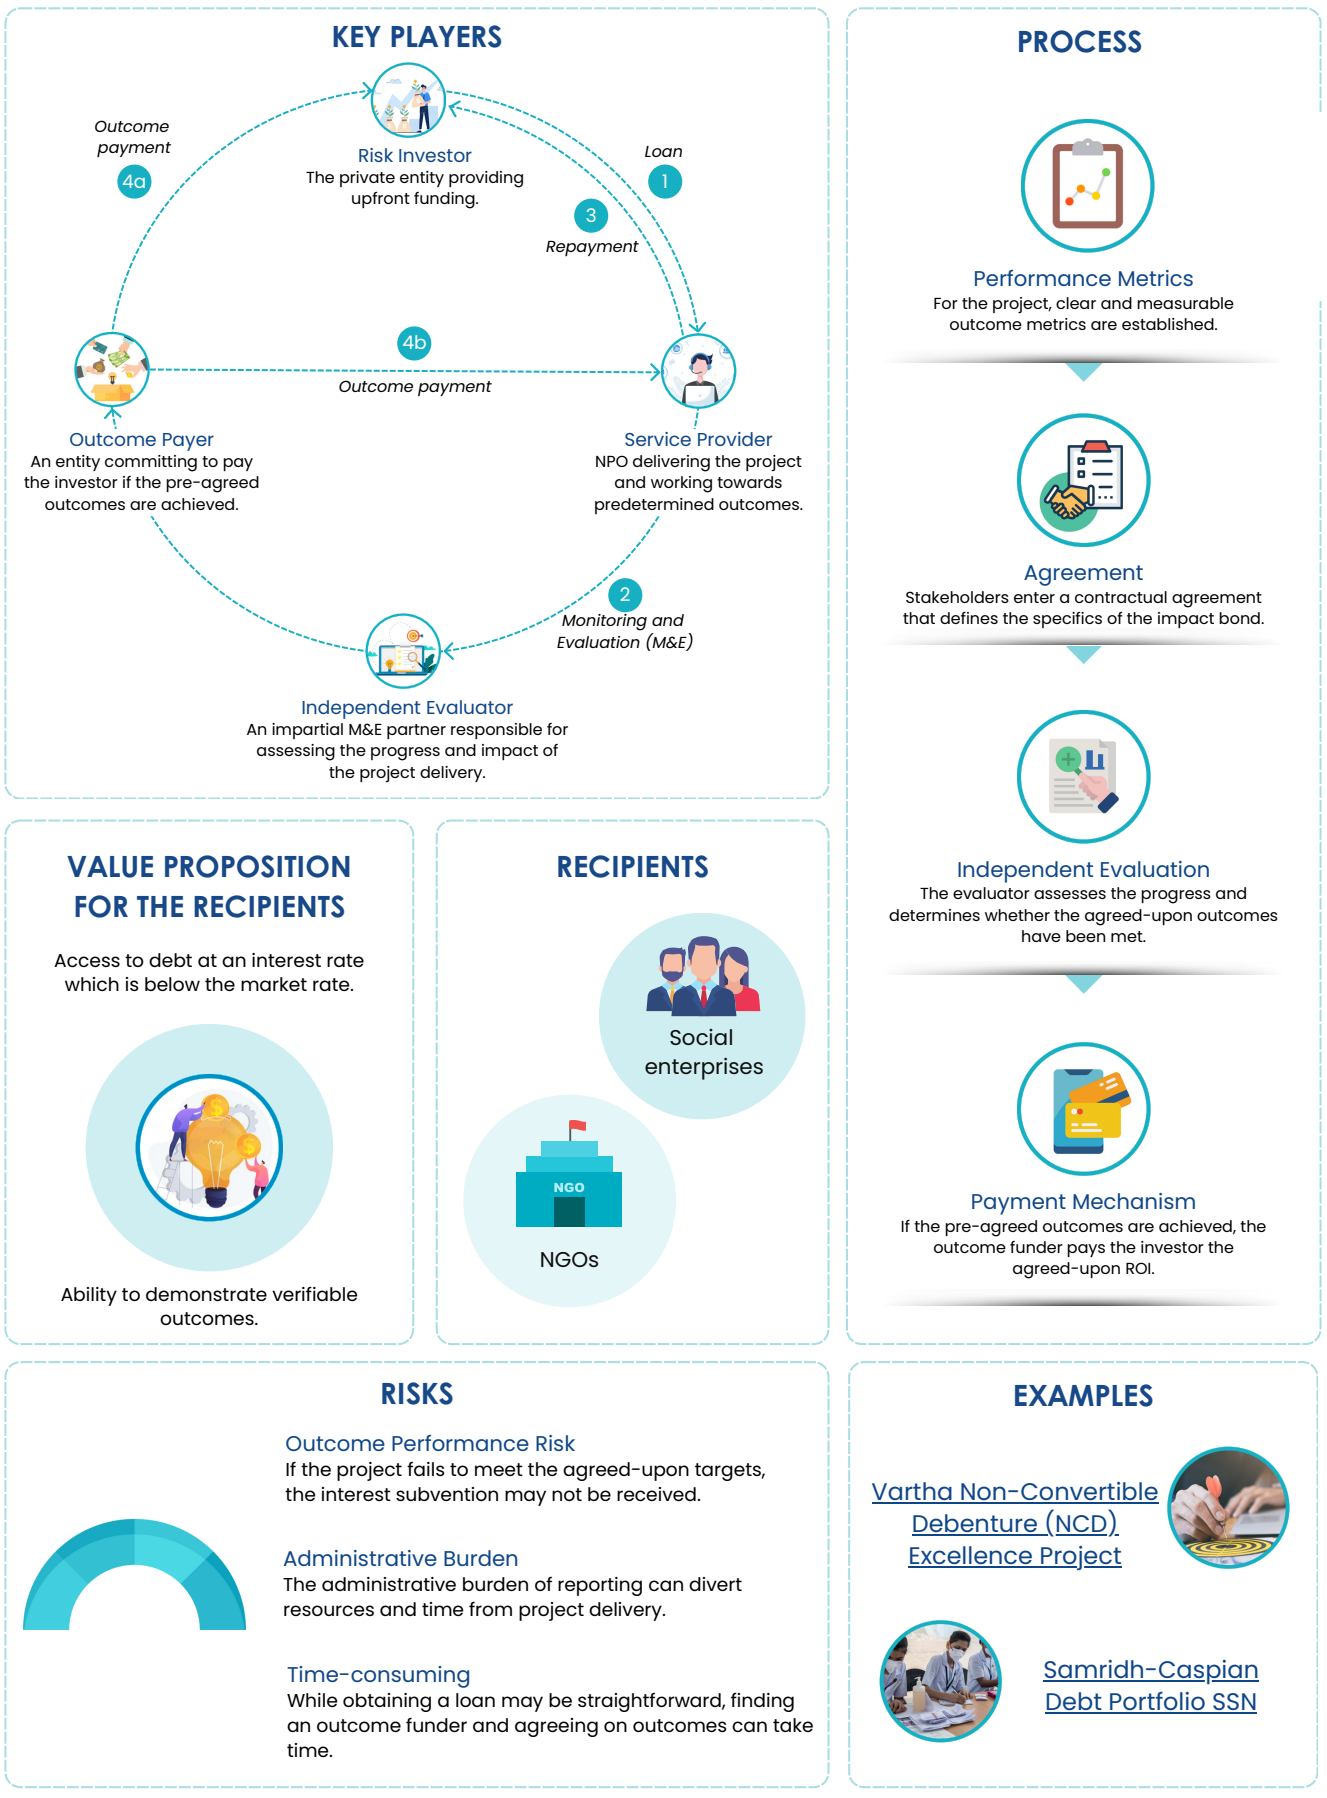 KEY PLAYERS
Outcome
payment
4a
Risk Investor
The private entity providing
upfront funding.
Loan
1
3
Repayment
4b
Outcome payment
Outcome Payer
An entity committing to pay
the investor if the pre-agreed
outcomes are achieved.
Service Provider
NPO delivering the project
and working towards
predetermined outcomes.
2
Monitoring and
Evaluation (M&E)
Independent Evaluator
An impartial M&E partner responsible for
assessing the progress and impact of
the project delivery.
PROCESS
Performance Metrics
For the project, clear and measurable
outcome metrics are established.
Agreement
Stakeholders enter a contractual agreement
that defines the specifics of the impact bond.
Independent Evaluation
The evaluator assesses the progress and
determines whether the agreed-upon outcomes
have been met.
Payment Mechanism
If the pre-agreed outcomes are achieved, the
outcome funder pays the investor the
agreed-upon ROI.
VALUE PROPOSITION
FOR THE RECIPIENTS
Access to debt at an interest rate
which is below the market rate.
Ability to demonstrate verifiable
outcomes.
RECIPIENTS
Social
enterprises
NGO
NGOs
RISKS
Outcome Performance Risk
If the project fails to meet the agreed-upon targets,
the interest subvention may not be received.
Administrative Burden
The administrative burden of reporting can divert
resources and time from project delivery.
Time-consuming
While obtaining a loan may be straightforward, finding
an outcome funder and agreeing on outcomes can take
time.
EXAMPLES
Vartha Non-Convertible
Debenture (NCD)
Excellence Project
Samridh-Caspian
Debt Portfolio SSN